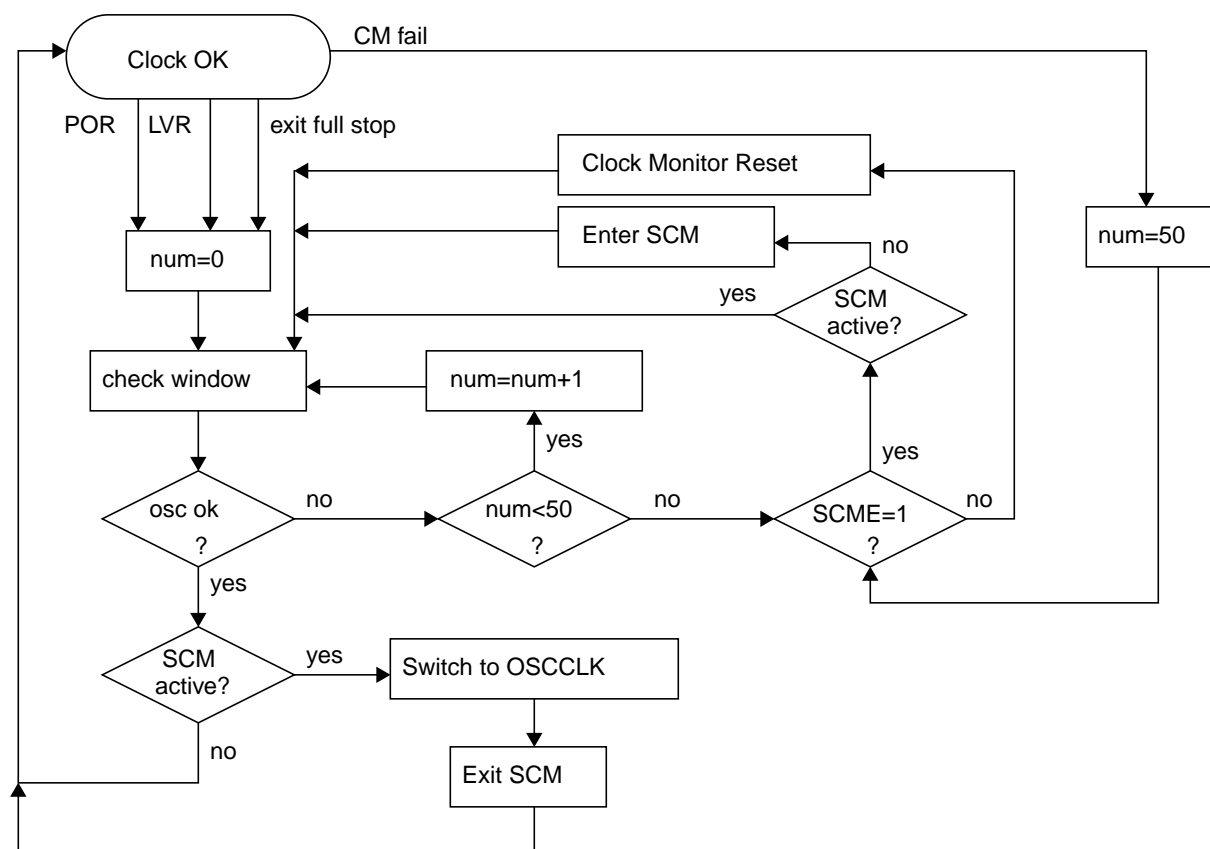 CM fail
Clock OK
POR
LVR
exit full stop
Clock Monitor Reset
Enter SCM
num=50
num=0
no
yes
SCM
active?
check window
num=num+1
yes
yes
osc ok
?
no
num<50
?
no
SCME=1
?
no
yes
SCM
active?
yes
Switch to OSCCLK
no
Exit SCM